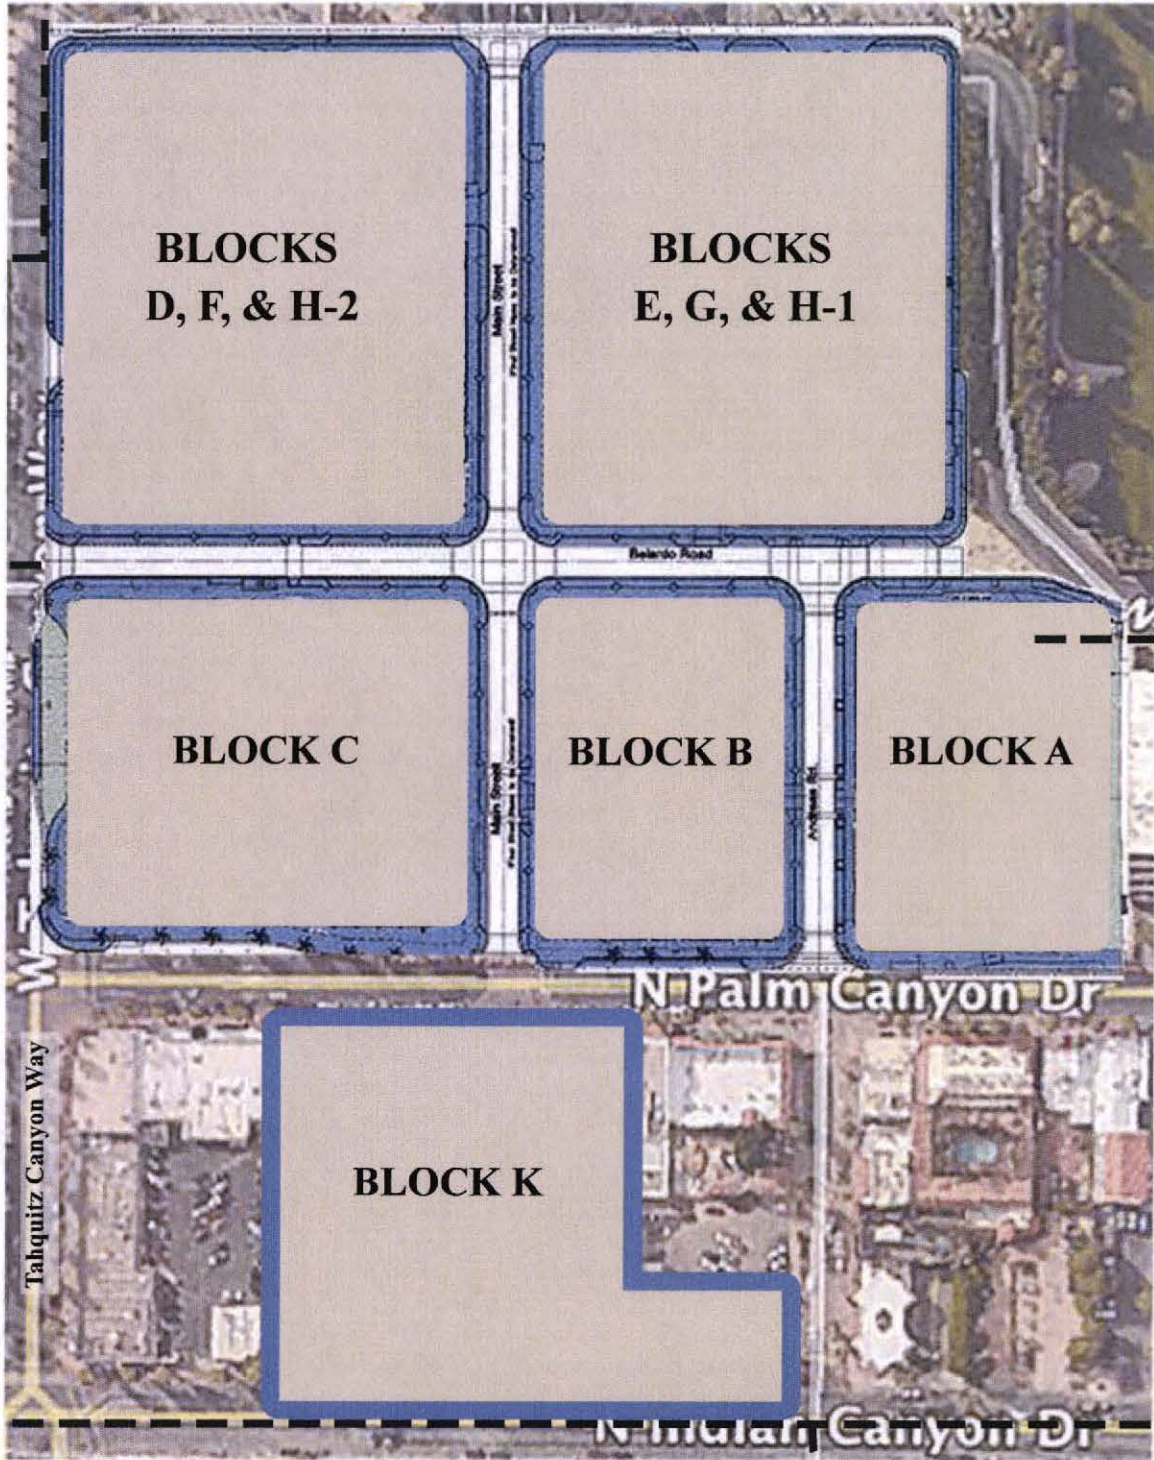 BLOCKS
D, F, & H-2
BLOCKS
E, G, & H-1
Main Street
Belardo Road
BLOCK C
BLOCK B
BLOCK A
Main Street
Andreas Rd.
N Palm Canyon Dr
Tahquitz Canyon Way
BLOCK K
N Indian Canyon Dr